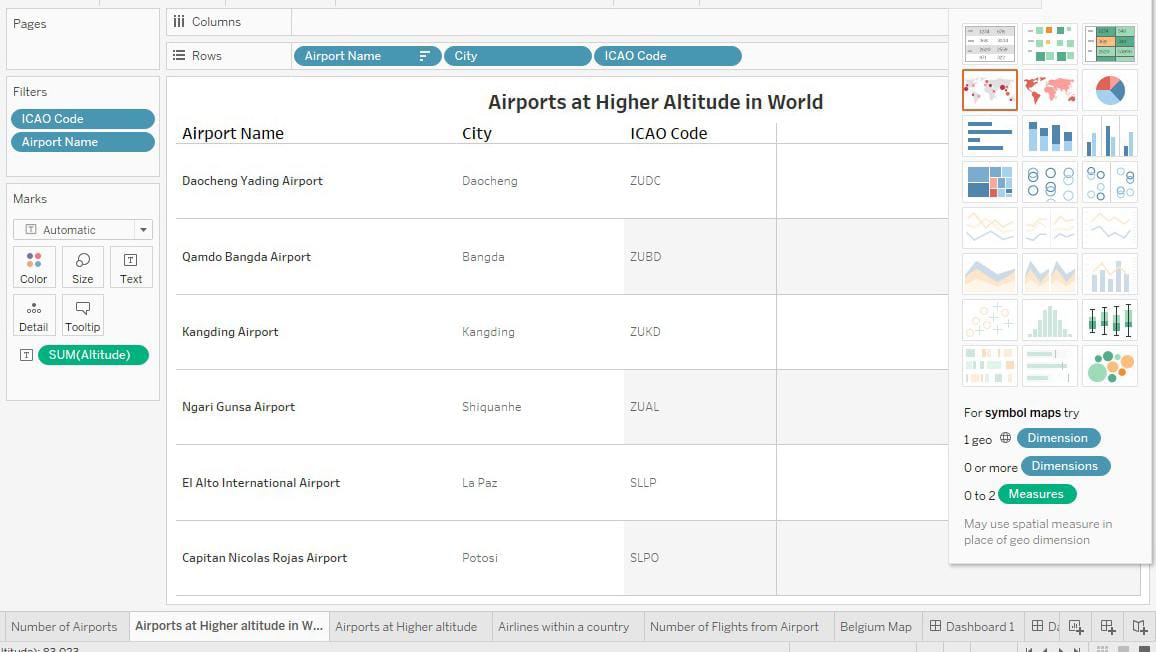 Pages
Columns
Rows
Airport Name
City
ICAO Code
Filters
ICAO Code
Airport Name
Marks
Automatic
Color
Size
Text
Detail
Tooltip
SUM(Altitude)
Airports at Higher Altitude in World
Airport Name City ICAO Code
Daocheng Yading Airport Daocheng ZUDC
Qamdo Bangda Airport Bangda ZUBD
Kangding Airport Kangding ZUKD
Ngari Gunsa Airport Shiquanhe ZUAL
El Alto International Airport La Paz SLLP
Capitan Nicolas Rojas Airport Potosi SLPO
For symbol maps try
1 geo Dimension
0 or more Dimensions
0 to 2 Measures
May use spatial measure in
place of geo dimension
Number of Airports
Airports at Higher altitude in W...
Airports at Higher altitude
Airlines within a country
Number of Flights from Airport
Belgium Map
Dashboard 1